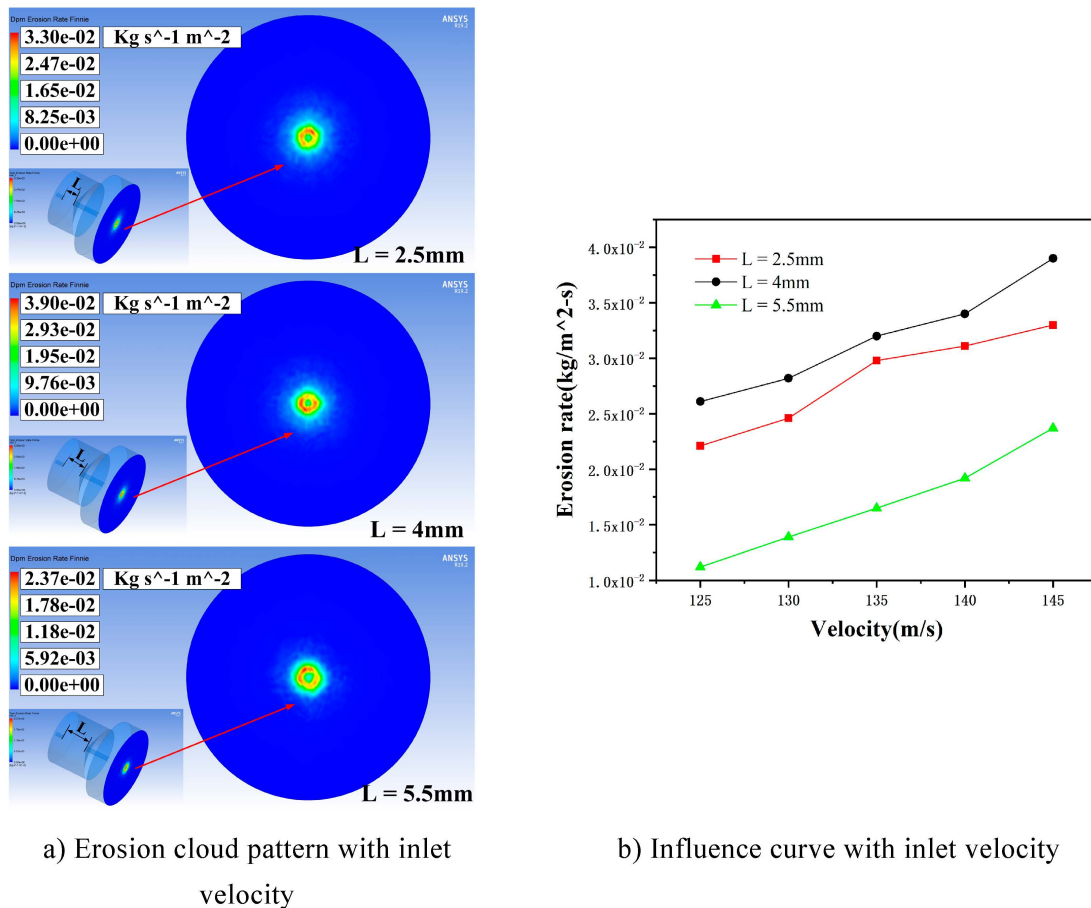 Dpm Erosion Rate Finnie
ANSYS
R19.2
3.30e-02 Kg s^-1 m^-2
2.47e-02
1.65e-02
8.25e-03
0.00e+00
L
L = 2.5mm
Dpm Erosion Rate Finnie
ANSYS
R19.2
3.90e-02 Kg s^-1 m^-2
2.93e-02
1.95e-02
9.76e-03
0.00e+00
L
L = 4mm
Dpm Erosion Rate Finnie
ANSYS
R19.2
2.37e-02 Kg s^-1 m^-2
1.78e-02
1.18e-02
5.92e-03
0.00e+00
L
L = 5.5mm
a) Erosion cloud pattern with inlet
velocity
Erosion rate(kg/m^2-s)
4.0x10⁻²
3.5x10⁻²
3.0x10⁻²
2.5x10⁻²
2.0x10⁻²
1.5x10⁻²
1.0x10⁻²
L = 2.5mm
L = 4mm
L = 5.5mm
125 130 135 140 145
Velocity(m/s)
b) Influence curve with inlet velocity